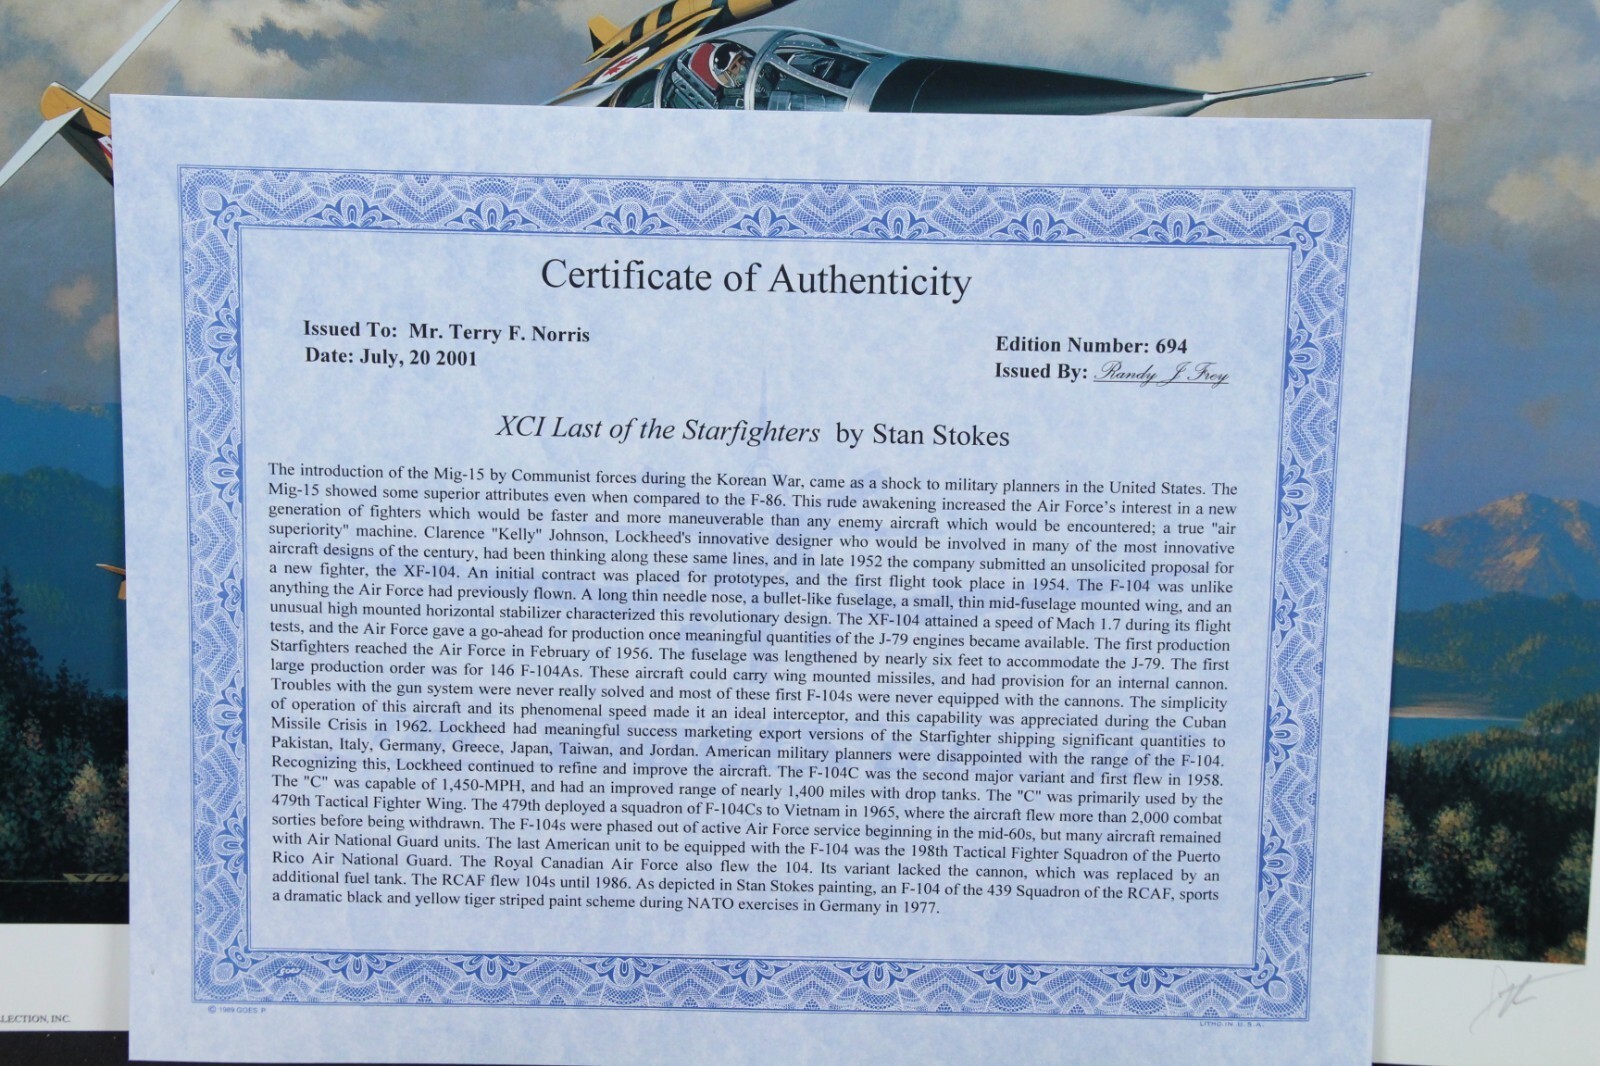 Certificate of Authenticity
Issued To: Mr. Terry F. Norris
Date: July, 20 2001
Edition Number: 694
Issued By: Randy J Frey
XCI Last of the Starfighters by Stan Stokes
The introduction of the Mig-15 by Communist forces during the Korean War, came as a shock to military planners in the United States. The
Mig-15 showed some superior attributes even when compared to the F-86. This rude awakening increased the Air Force's interest in a new
generation of fighters which would be faster and more maneuverable than any enemy aircraft which would be encountered; a true "air
superiority" machine. Clarence "Kelly" Johnson, Lockheed's innovative designer who would be involved in many of the most innovative
aircraft designs of the century, had been thinking along these same lines, and in late 1952 the company submitted an unsolicited proposal for
a new fighter, the XF-104. An initial contract was placed for prototypes, and the first flight took place in 1954. The F-104 was unlike
anything the Air Force had previously flown. A long thin needle nose, a bullet-like fuselage, a small, thin mid-fuselage mounted wing, and an
unusual high mounted horizontal stabilizer characterized this revolutionary design. The XF-104 attained a speed of Mach 1.7 during its flight
tests, and the Air Force gave a go-ahead for production once meaningful quantities of the J-79 engines became available. The first production
Starfighters reached the Air Force in February of 1956. The fuselage was lengthened by nearly six feet to accommodate the J-79. The first
large production order was for 146 F-104As. These aircraft could carry wing mounted missiles, and had provision for an internal cannon.
Troubles with the gun system were never really solved and most of these first F-104s were never equipped with the cannons. The simplicity
of operation of this aircraft and its phenomenal speed made it an ideal interceptor, and this capability was appreciated during the Cuban
Missile Crisis in 1962. Lockheed had meaningful success marketing export versions of the Starfighter shipping significant quantities to
Pakistan, Italy, Germany, Greece, Japan, Taiwan, and Jordan. American military planners were disappointed with the range of the F-104.
Recognizing this, Lockheed continued to refine and improve the aircraft. The F-104C was the second major variant and first flew in 1958.
The "C" was capable of 1,450-MPH, and had an improved range of nearly 1,400 miles with drop tanks. The "C" was primarily used by the
479th Tactical Fighter Wing. The 479th deployed a squadron of F-104Cs to Vietnam in 1965, where the aircraft flew more than 2,000 combat
sorties before being withdrawn. The F-104s were phased out of active Air Force service beginning in the mid-60s, but many aircraft remained
with Air National Guard units. The last American unit to be equipped with the F-104 was the 198th Tactical Fighter Squadron of the Puerto
Rico Air National Guard. The Royal Canadian Air Force also flew the 104. Its variant lacked the cannon, which was replaced by an
additional fuel tank. The RCAF flew 104s until 1986. As depicted in Stan Stokes painting, an F-104 of the 439 Squadron of the RCAF, sports
a dramatic black and yellow tiger striped paint scheme during NATO exercises in Germany in 1977.
GOES
© 1989 GOES P
LITHO. IN. U.S.A.
LLECTION, INC.